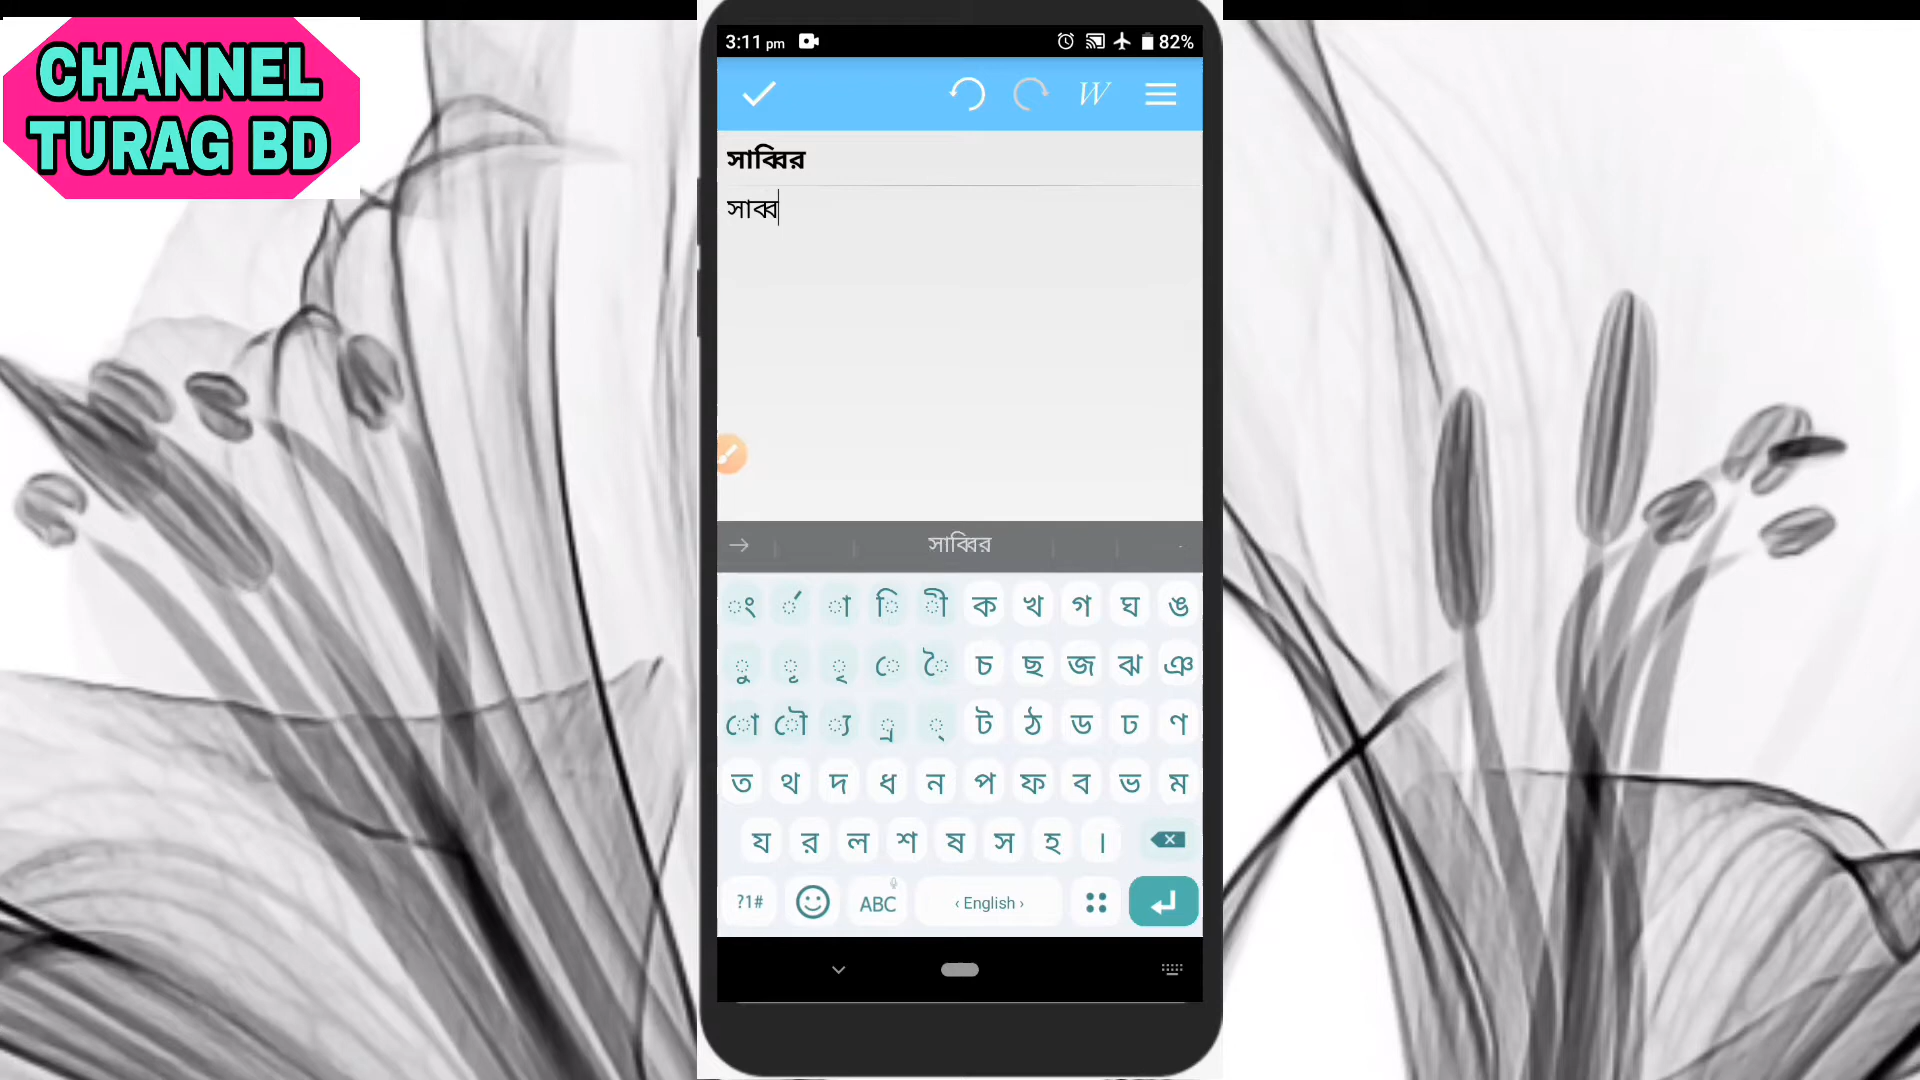 CHANNEL
TURAG BD
3:11 pm
82%
W
সাব্বির
সাব্ব
সাব্বির
ং ঁ া ি ী ক খ গ ঘ ঙ
ু ূ ৃ ে ৈ চ ছ জ ঝ ঞ
ো ৌ ্য ্র ্ ট ঠ ড ঢ ণ
ত থ দ ধ ন প ফ ব ভ ম
য র ল শ ষ স হ ।
?1# ABC ‹ English ›